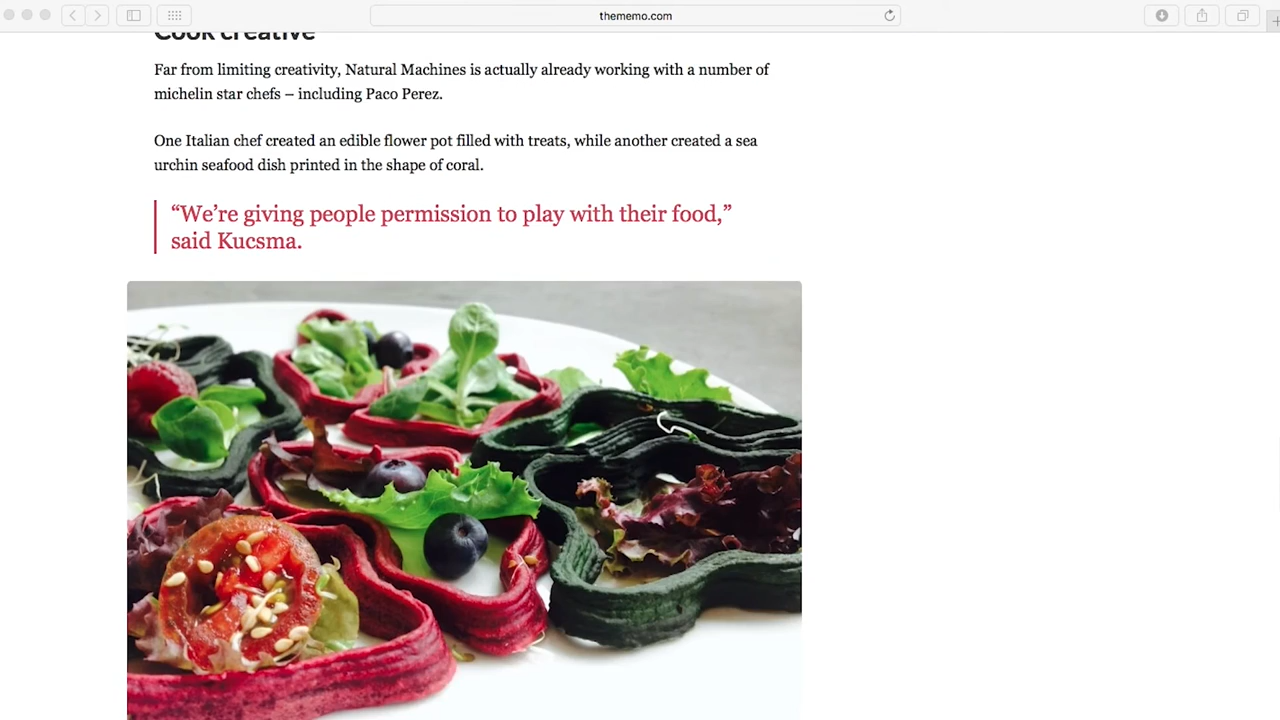 thememo.com
Cook creative
Far from limiting creativity, Natural Machines is actually already working with a number of
michelin star chefs – including Paco Perez.
One Italian chef created an edible flower pot filled with treats, while another created a sea
urchin seafood dish printed in the shape of coral.
“We’re giving people permission to play with their food,”
said Kucsma.